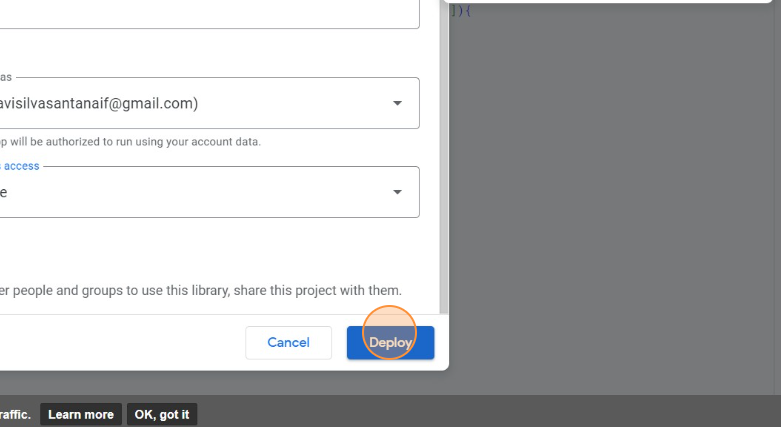 ]){
as
avisilvasantanaif@gmail.com)
p will be authorized to run using your account data.
s access
e
er people and groups to use this library, share this project with them.
Cancel
Deploy
raffic.
Learn more
OK, got it